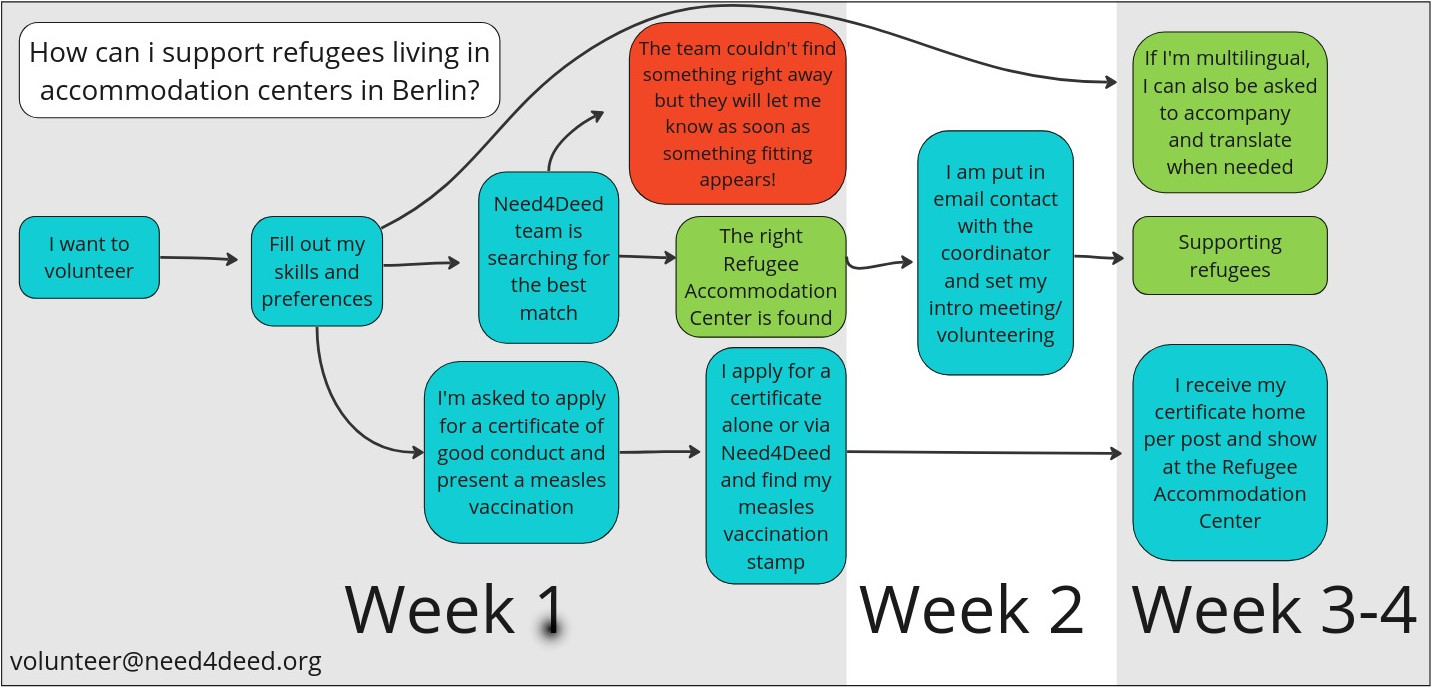 How can i support refugees living in
accommodation centers in Berlin?
I want to
volunteer
Fill out my
skills and
preferences
Need4Deed
team is
searching for
the best
match
The team couldn't find
something right away
but they will let me
know as soon as
something fitting
appears!
The right
Refugee
Accommodation
Center is found
I'm asked to apply
for a certificate of
good conduct and
present a measles
vaccination
I apply for a
certificate
alone or via
Need4Deed
and find my
measles
vaccination
stamp
I am put in
email contact
with the
coordinator
and set my
intro meeting/
volunteering
If I'm multilingual,
I can also be asked
to accompany
and translate
when needed
Supporting
refugees
I receive my
certificate home
per post and show
at the Refugee
Accommodation
Center
Week 1
Week 2
Week 3-4
volunteer@need4deed.org